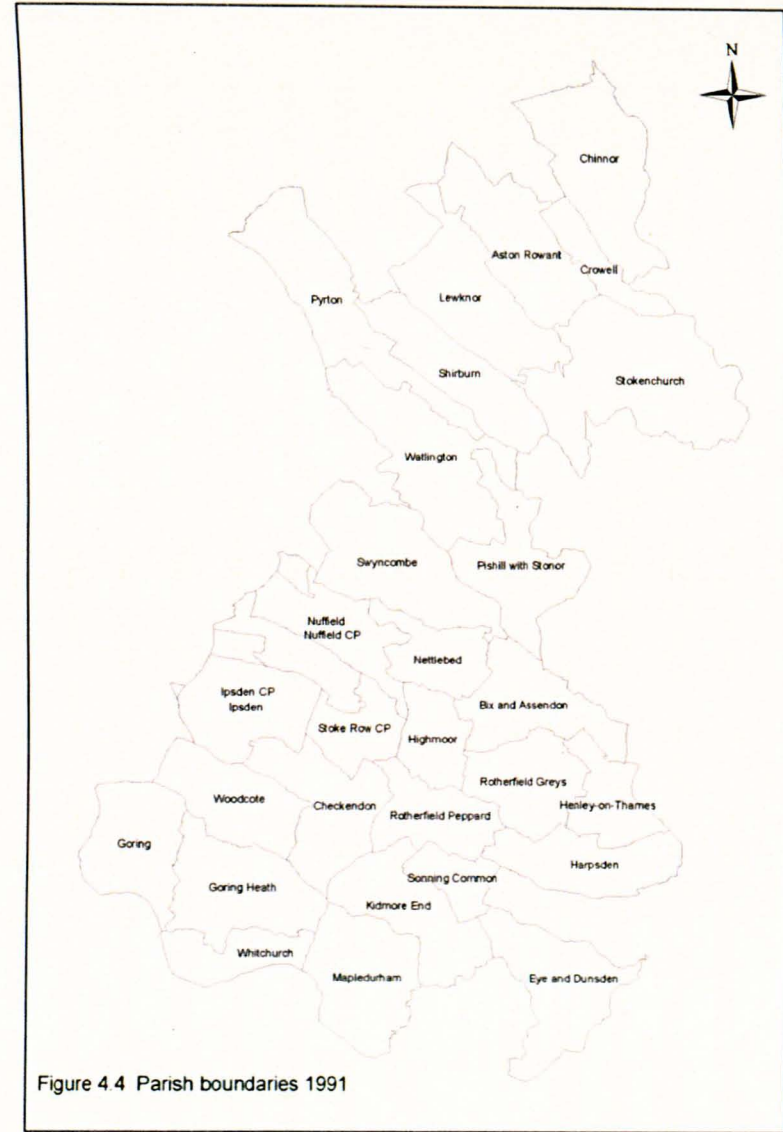 N
Chinnor
Aston Rowant
Crowell
Pyrton
Lewknor
Shirburn
Stokenchurch
Watlington
Swyncombe
Pishill with Stonor
Nuffield
Nuffield CP
Nettlebed
Ipsden CP
Ipsden
Bix and Assendon
Stoke Row CP
Highmoor
Rotherfield Greys
Woodcote
Checkendon
Henley-on-Thames
Rotherfield Peppard
Goring
Harpsden
Sonning Common
Goring Heath
Kidmore End
Whitchurch
Mapledurham
Eye and Dunsden
Figure 4.4 Parish boundaries 1991